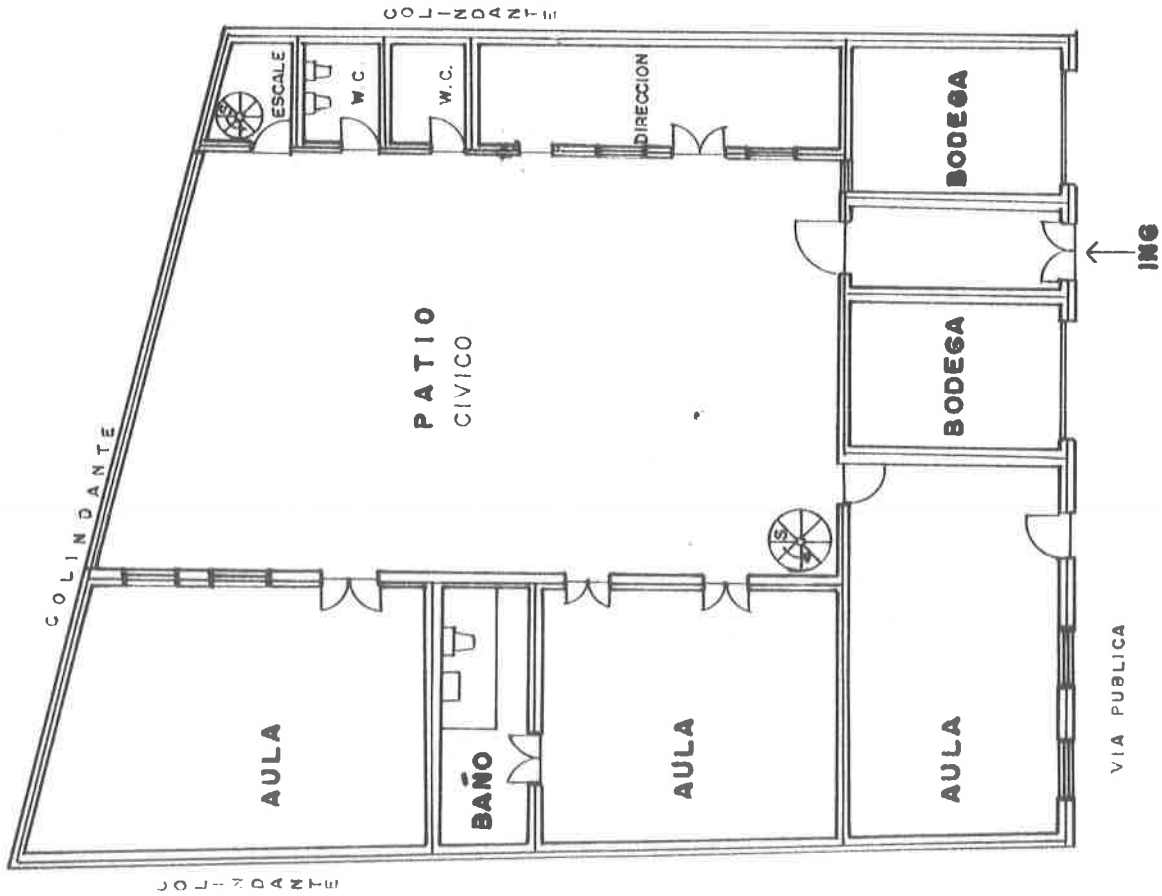 COLINDANTE
ESCALE
S
W.C.
W.C.
DIRECCION
BODEGA
PATIO
CIVICO
BODEGA
ING
COLINDANTE
S
AULA
BAÑO
AULA
AULA
VIA PUBLICA
COLINDANTE